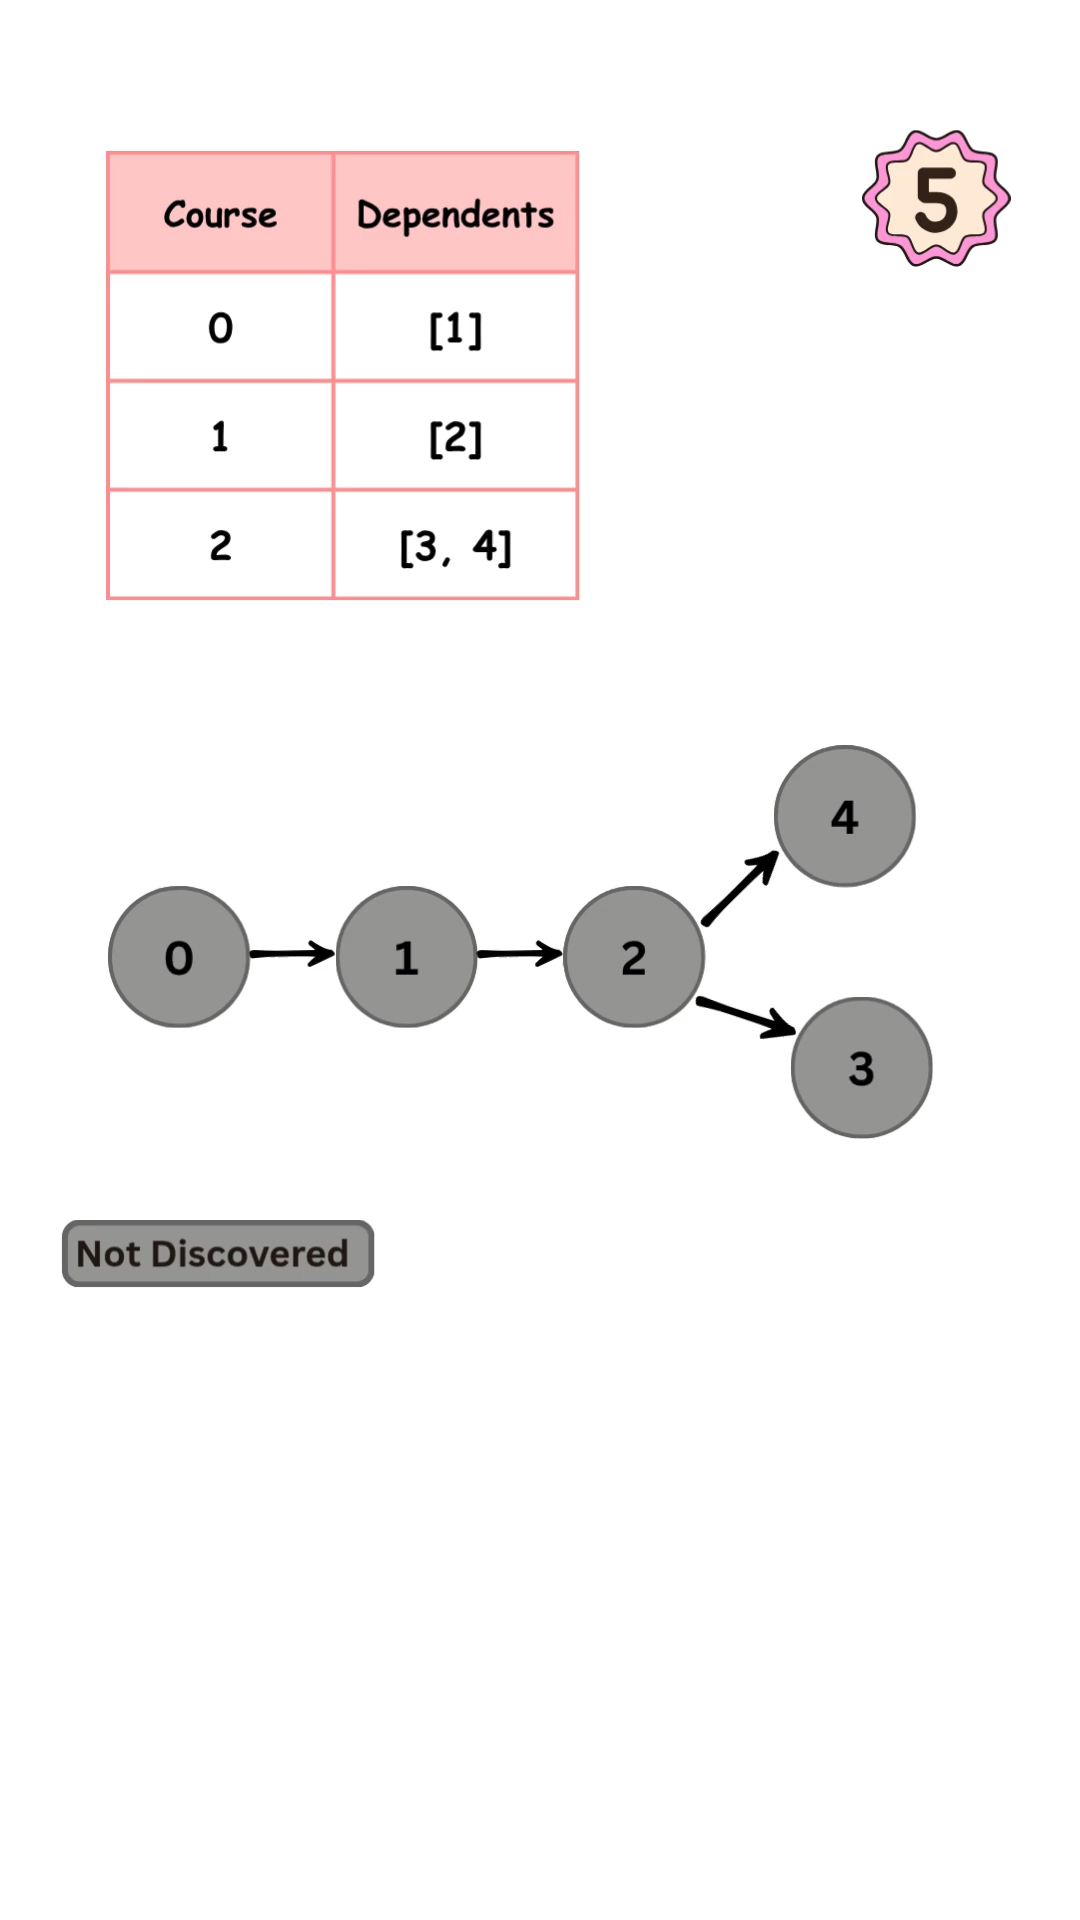 5
Course Dependents
0 [1]
1 [2]
2 [3, 4]
4
0 1 2
3
Not Discovered